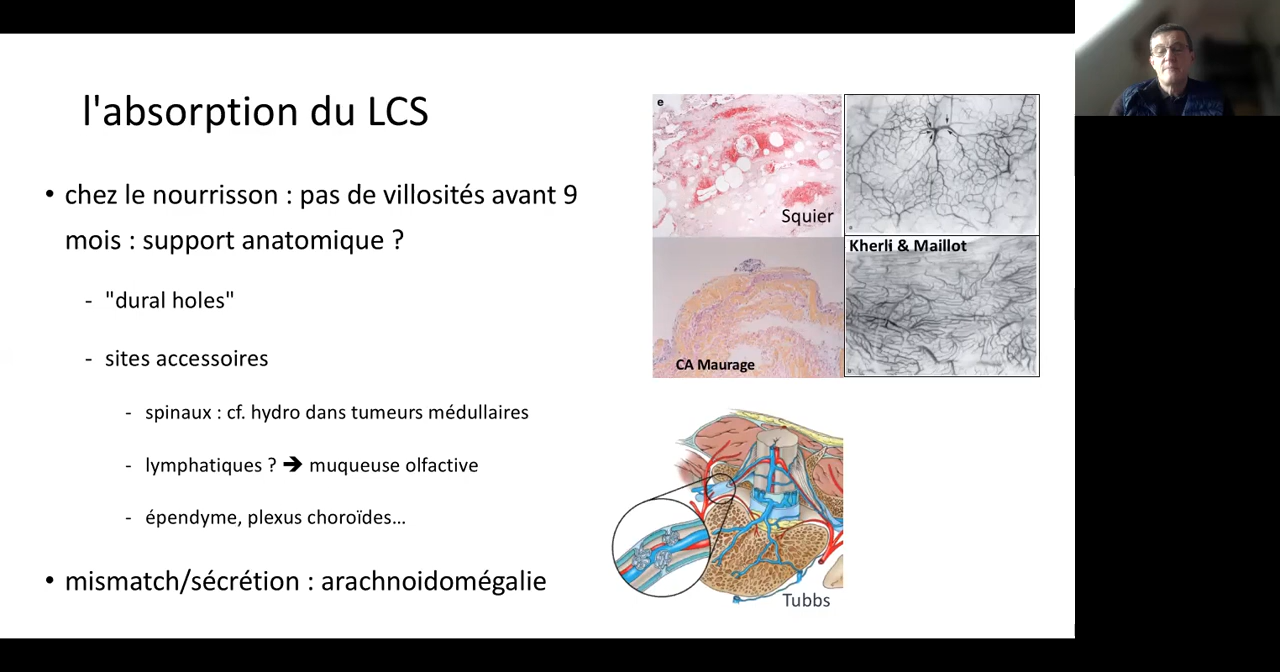 l'absorption du LCS
• chez le nourrisson : pas de villosités avant 9
mois : support anatomique ?
- "dural holes"
- sites accessoires
- spinaux : cf. hydro dans tumeurs médullaires
- lymphatiques ? ➔ muqueuse olfactive
- épendyme, plexus choroïdes...
• mismatch/sécrétion : arachnoidomégalie
e
Squier
Kherli & Maillot
CA Maurage
Tubbs